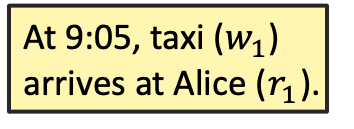 At 9:05, taxi (w₁)
arrives at Alice (r₁).